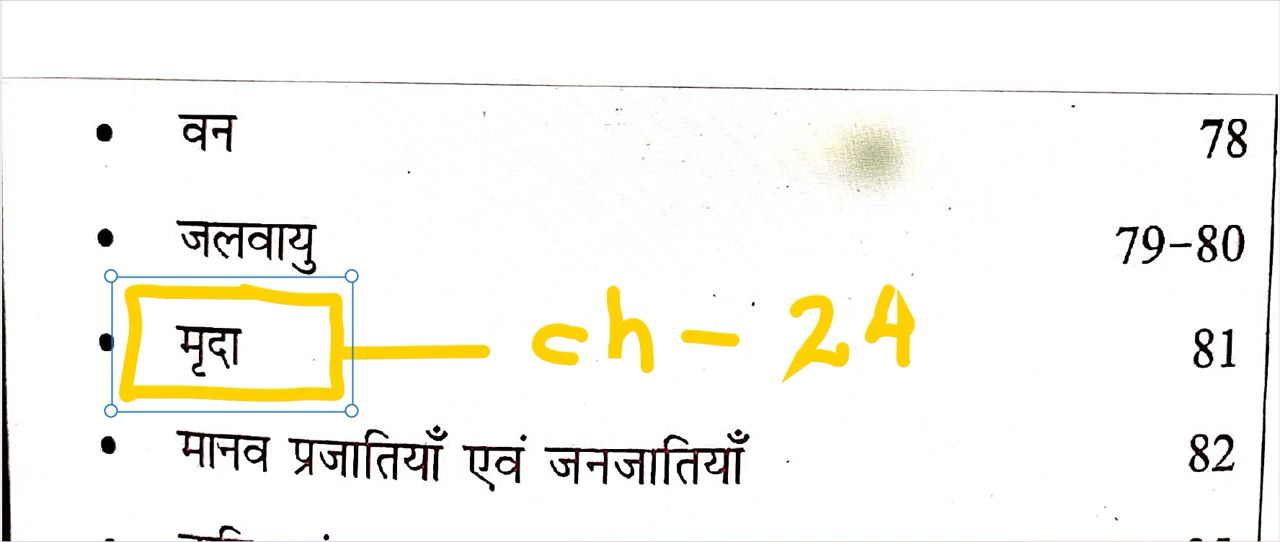 • वन 78
• जलवायु 79-80
• मृदा ch - 24 81
• मानव प्रजातियाँ एवं जनजातियाँ 82